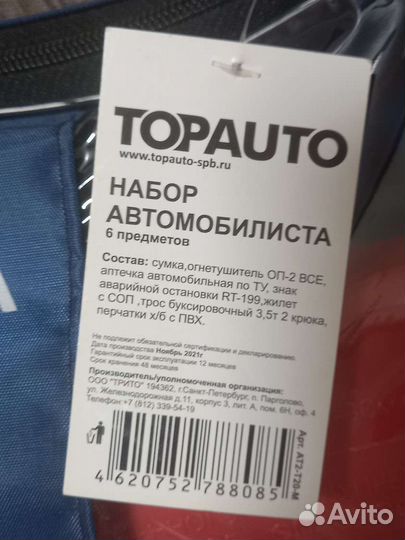 TOPAUTO
www.topauto-spb.ru
НАБОР
АВТОМОБИЛИСТА
6 предметов
Состав: сумка,огнетушитель ОП-2 ВСЕ,
аптечка автомобильная по ТУ, знак
аварийной остановки RT-199,жилет
с СОП ,трос буксировочный 3,5т 2 крюка,
перчатки х/б с ПВХ.
Не подлежит обязательной сертификации и декларированию.
Дата производства Ноябрь 2021г
Гарантийный срок эксплуатации 12 месяцев
Срок хранения 48 месяцев
Производитель/уполномоченная организация:
ООО "ТРИТО" 194362, г.Санкт-Петербург, п. Парголово,
ул. Железнодорожная д.11, корпус 3, лит. А, пом. 6Н, оф. 4
Телефон:+7 (812) 339-54-19
4 620752 788085
Арт. AT2-T20-M
Avito